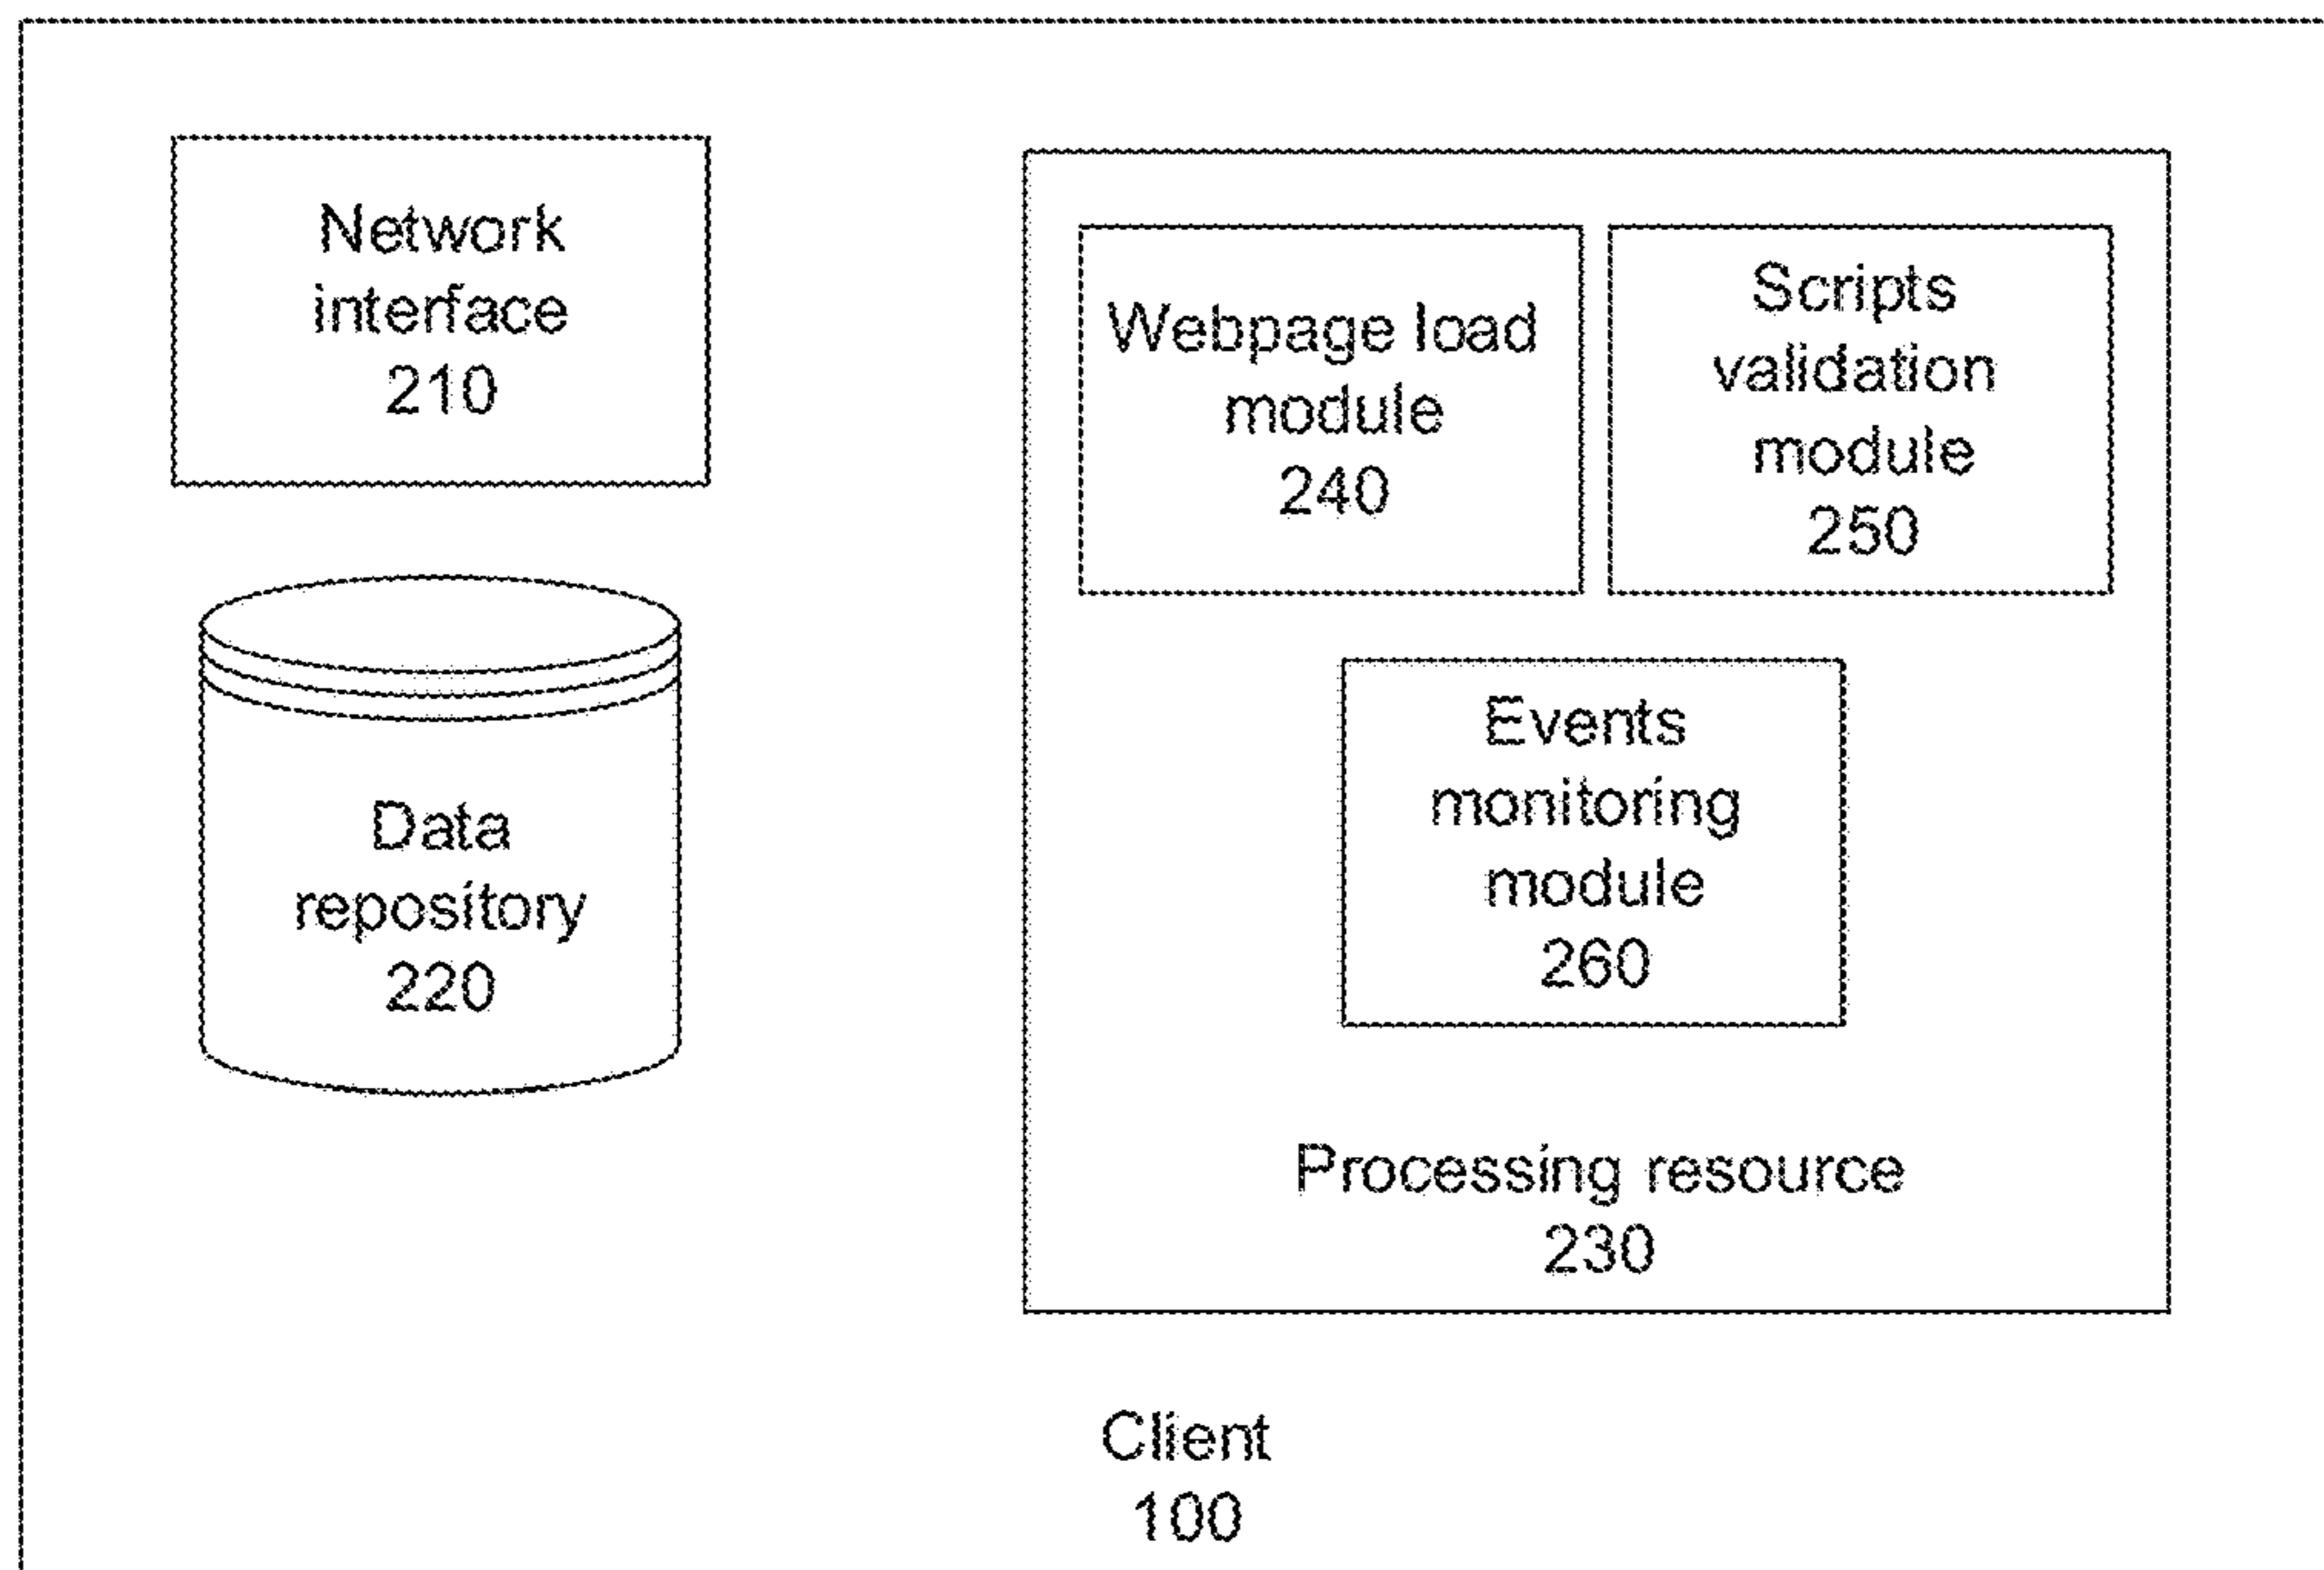 Network
interface
210
Data
repository
220
Webpage load
module
240
Scripts
validation
module
250
Events
monitoring
module
260
Processing resource
230
Client
100